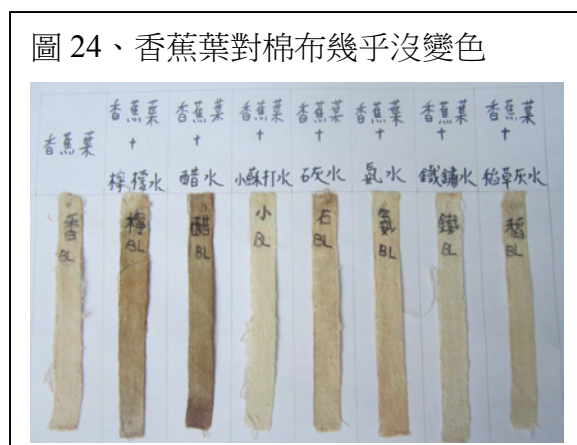 圖 24、香蕉葉對棉布幾乎沒變色
香蕉葉
香蕉葉 + 檸檬水
香蕉葉 + 醋水
香蕉葉 + 小蘇打水
香蕉葉 + 石灰水
香蕉葉 + 氨水
香蕉葉 + 鐵鏽水
香蕉葉 + 稻草灰水
香 BL
檸 BL
醋 BL
小 BL
石 BL
氨 BL
鐵 BL
稻 BL